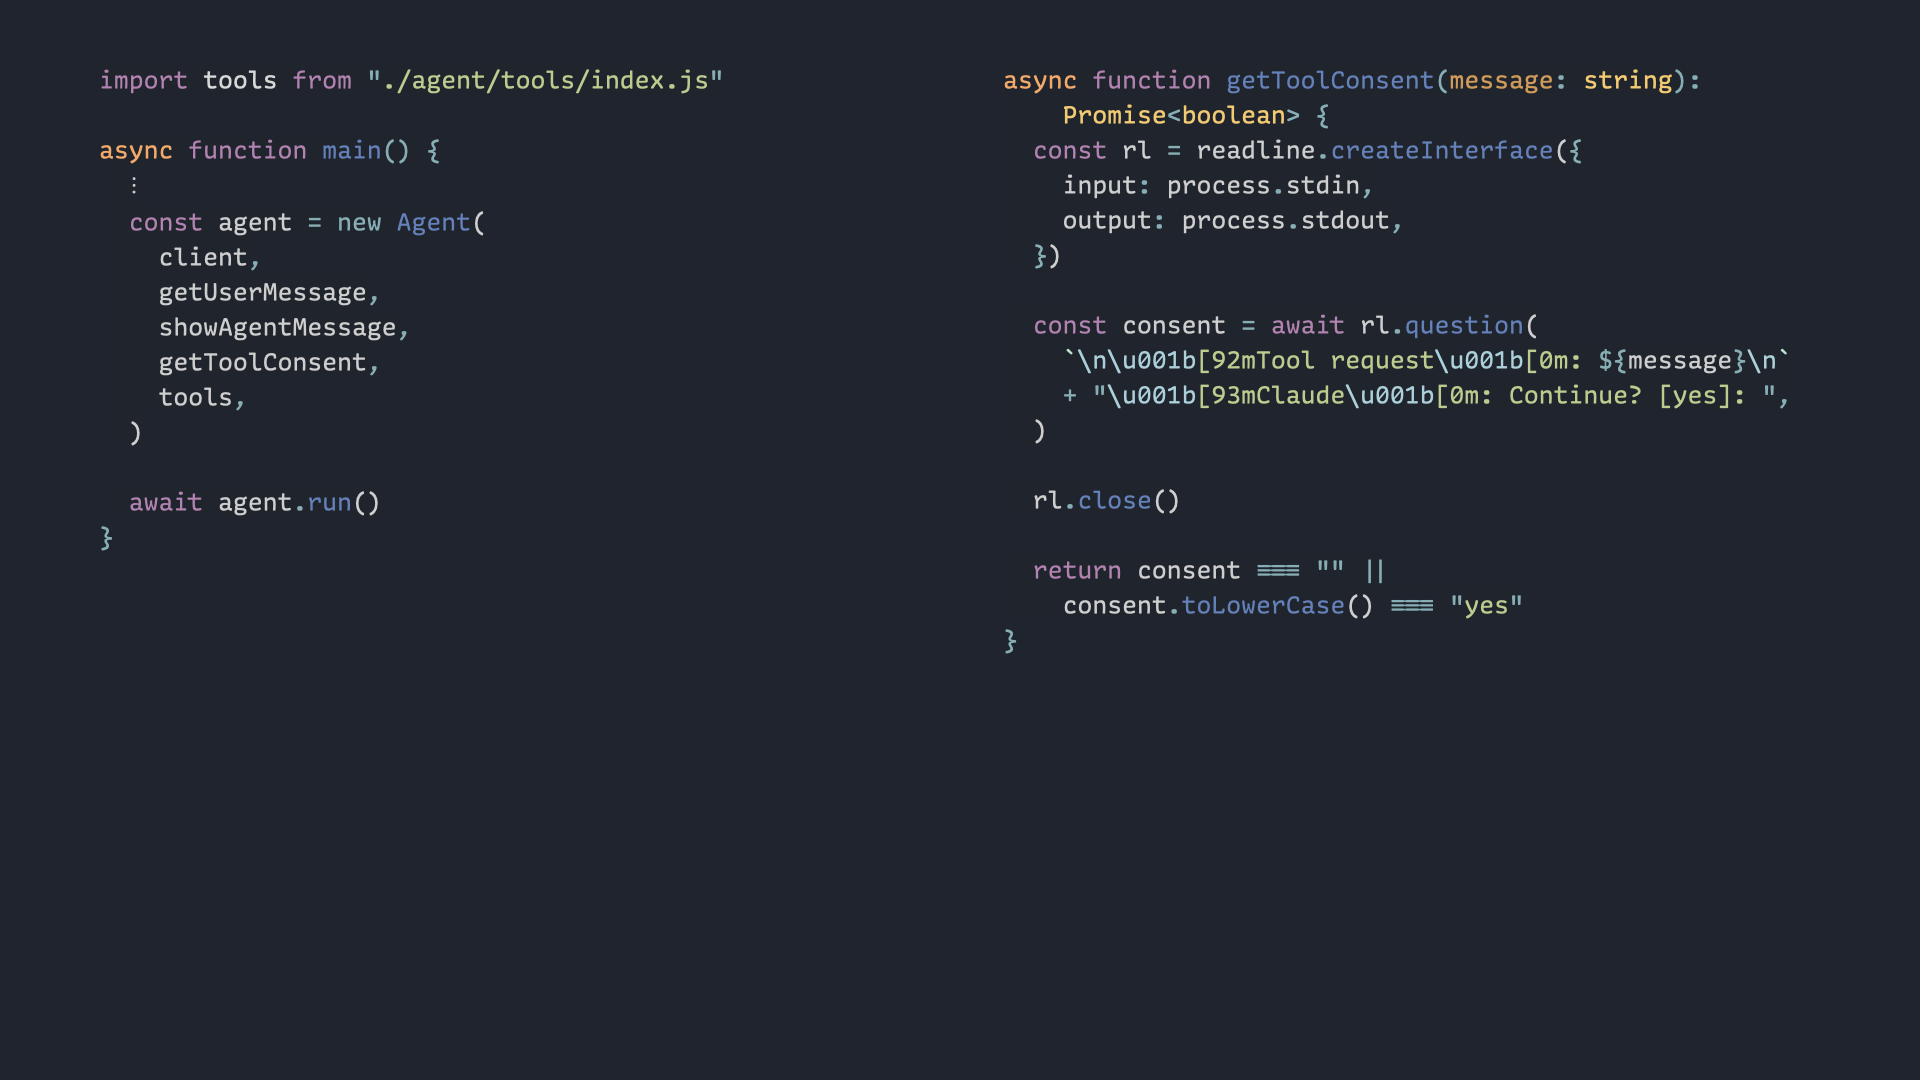 import tools from "./agent/tools/index.js"

async function main() {
  ⋮
  const agent = new Agent(
    client,
    getUserMessage,
    showAgentMessage,
    getToolConsent,
    tools,
  )

  await agent.run()
}

async function getToolConsent(message: string):
    Promise<boolean> {
  const rl = readline.createInterface({
    input: process.stdin,
    output: process.stdout,
  })

  const consent = await rl.question(
    `\n\u001b[92mTool request\u001b[0m: ${message}\n`
    + "\u001b[93mClaude\u001b[0m: Continue? [yes]: ",
  )

  rl.close()

  return consent === "" ||
    consent.toLowerCase() === "yes"
}